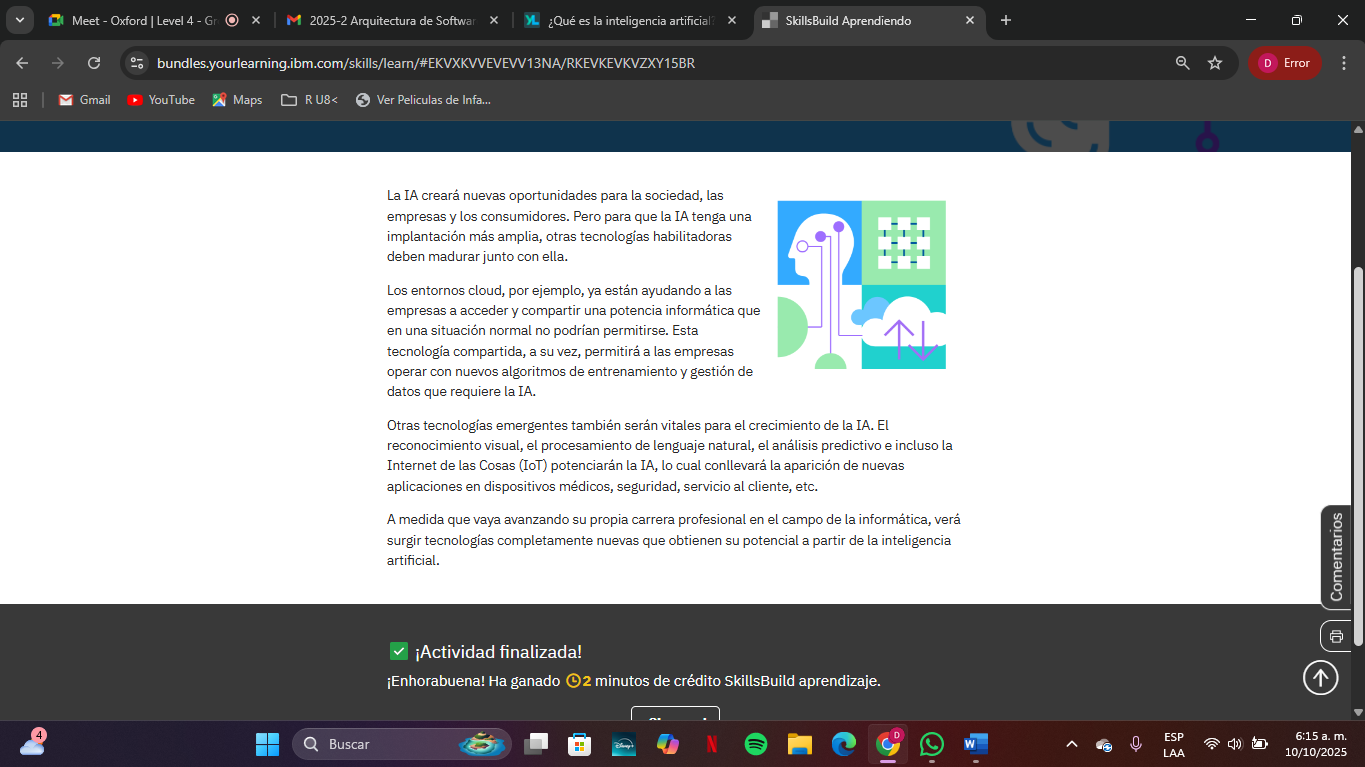 Meet - Oxford | Level 4 - Gr
2025-2 Arquitectura de Softwar
¿Qué es la inteligencia artificial?
SkillsBuild Aprendiendo
bundles.yourlearning.ibm.com/skills/learn/#EKVXKVVEVEVV13NA/RKEVKEVKVZXY15BR
D Error
Gmail
YouTube
Maps
R U8<
Ver Peliculas de Infa...
La IA creará nuevas oportunidades para la sociedad, las
empresas y los consumidores. Pero para que la IA tenga una
implantación más amplia, otras tecnologías habilitadoras
deben madurar junto con ella.
Los entornos cloud, por ejemplo, ya están ayudando a las
empresas a acceder y compartir una potencia informática que
en una situación normal no podrían permitirse. Esta
tecnología compartida, a su vez, permitirá a las empresas
operar con nuevos algoritmos de entrenamiento y gestión de
datos que requiere la IA.
Otras tecnologías emergentes también serán vitales para el crecimiento de la IA. El
reconocimiento visual, el procesamiento de lenguaje natural, el análisis predictivo e incluso la
Internet de las Cosas (IoT) potenciarán la IA, lo cual conllevará la aparición de nuevas
aplicaciones en dispositivos médicos, seguridad, servicio al cliente, etc.
A medida que vaya avanzando su propia carrera profesional en el campo de la informática, verá
surgir tecnologías completamente nuevas que obtienen su potencial a partir de la inteligencia
artificial.
Comentarios
¡Actividad finalizada!
¡Enhorabuena! Ha ganado 2 minutos de crédito SkillsBuild aprendizaje.
4
Buscar
Disney+
N
D
W
ESP
LAA
6:15 a. m.
10/10/2025